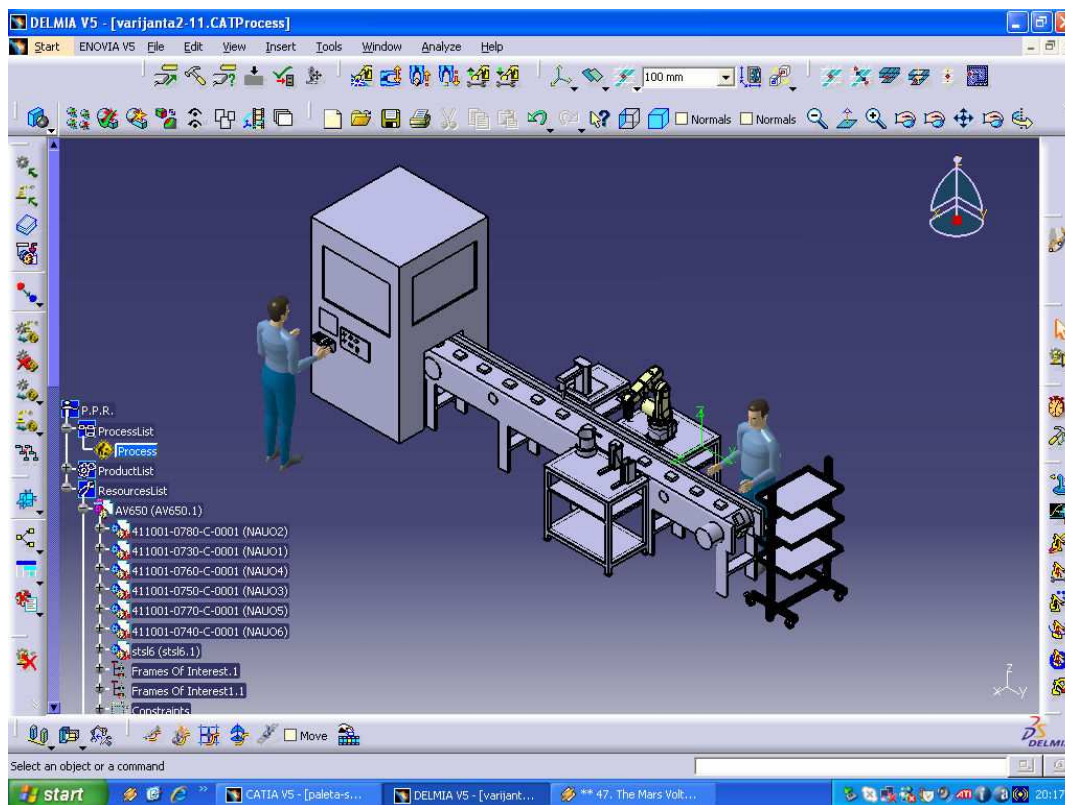 DELMIA V5 - [varijanta2-11.CATProcess]
Start ENOVIA V5 File Edit View Insert Tools Window Analyze Help
100 mm
Normals Normals
P.P.R.
ProcessList
Process
ProductList
ResourcesList
AV650 (AV650.1)
411001-0780-C-0001 (NAUO2)
411001-0730-C-0001 (NAUO1)
411001-0760-C-0001 (NAUO4)
411001-0750-C-0001 (NAUO3)
411001-0770-C-0001 (NAUO5)
411001-0740-C-0001 (NAUO6)
stsl6 (stsl6.1)
Frames Of Interest.1
Frames Of Interest1.1
Constraints
z
x y
Move
DELMIA
Select an object or a command
start CATIA V5 - [paleta-s... DELMIA V5 - [varijant... ** 47. The Mars Volt... 20:17